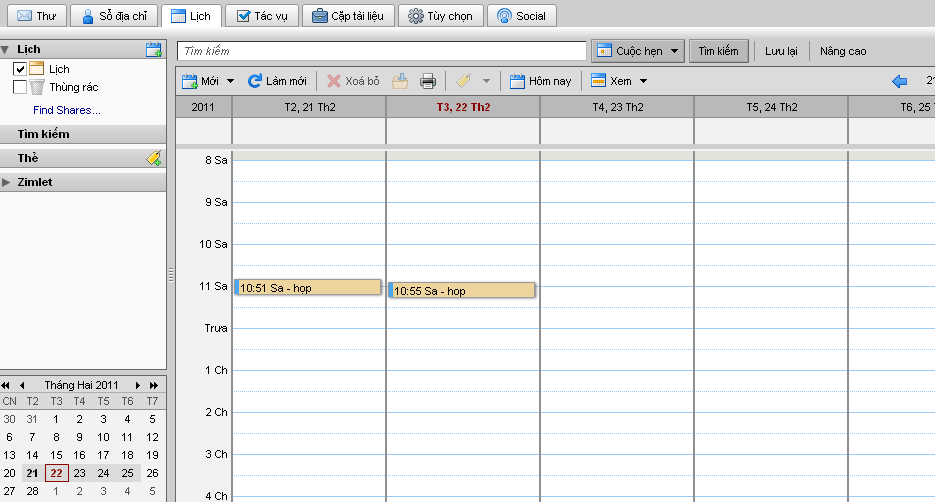 Thư Sổ địa chỉ Lịch Tác vụ Cặp tài liệu Tùy chọn Social
Lịch
Lịch
Thùng rác
Find Shares...
Tìm kiếm
Thẻ
Zimlet
Tìm kiếm Cuộc hẹn Tìm kiếm Lưu lại Nâng cao
Mới Làm mới Xoá bỏ Hôm nay Xem
2011 T2, 21 Th2 T3, 22 Th2 T4, 23 Th2 T5, 24 Th2 T6, 25
8 Sa
9 Sa
10 Sa
11 Sa
10:51 Sa - họp
10:55 Sa - hop
Trưa
1 Ch
2 Ch
3 Ch
4 Ch
Tháng Hai 2011
CN T2 T3 T4 T5 T6 T7
30 31 1 2 3 4 5
6 7 8 9 10 11 12
13 14 15 16 17 18 19
20 21 22 23 24 25 26
27 28 1 2 3 4 5